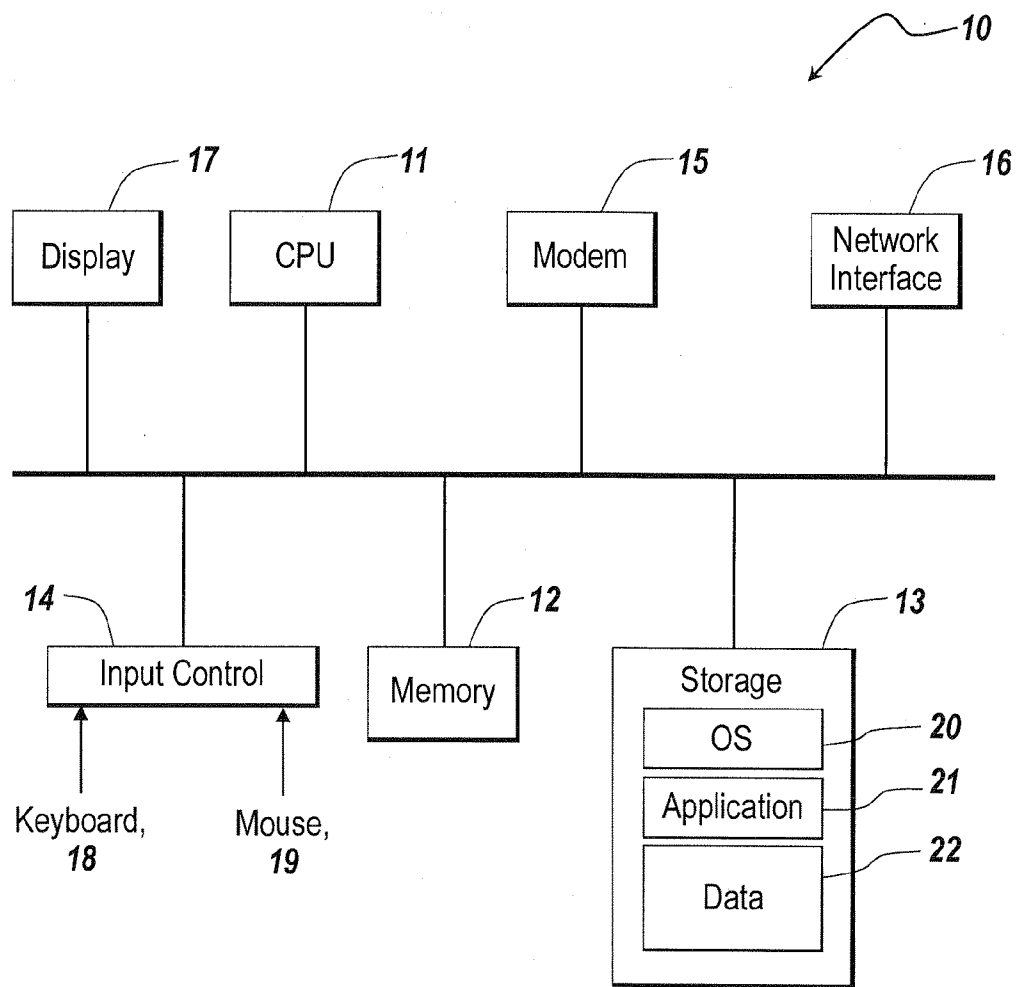 10
17
11
15
16
Display
CPU
Modem
Network
Interface
14
12
13
Input Control
Memory
Storage
OS
20
Application
21
Data
22
Keyboard,
18
Mouse,
19